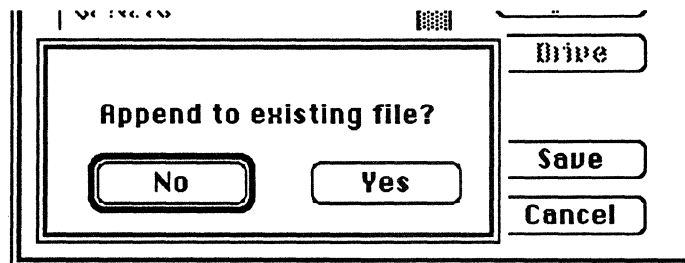 Drive
Append to existing file?
No
Yes
Save
Cancel